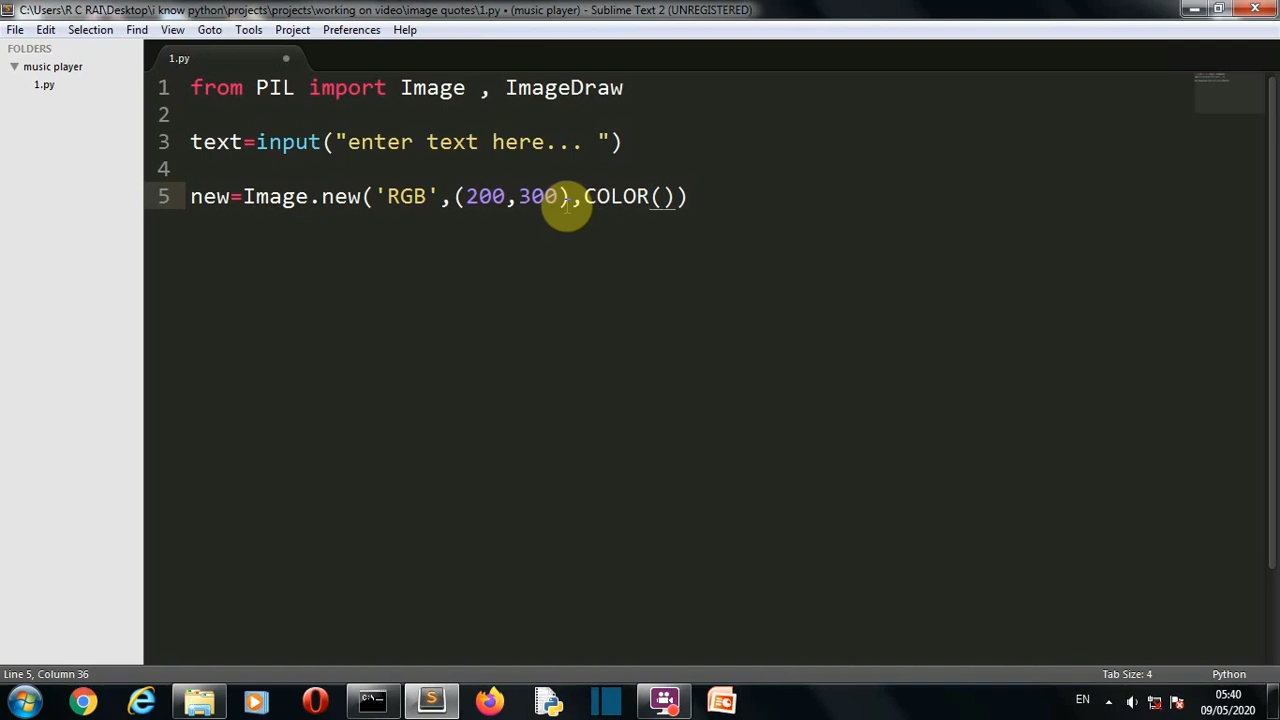 C:\Users\R C RAI\Desktop\i know python\projects\projects\working on video\image quotes\1.py • (music player) - Sublime Text 2 (UNREGISTERED)
File Edit Selection Find View Goto Tools Project Preferences Help
FOLDERS
music player
1.py
1.py
1 from PIL import Image , ImageDraw
2
3 text=input("enter text here... ")
4
5 new=Image.new('RGB',(200,300),COLOR())
Line 5, Column 36
Tab Size: 4
Python
EN
05:40
09/05/2020